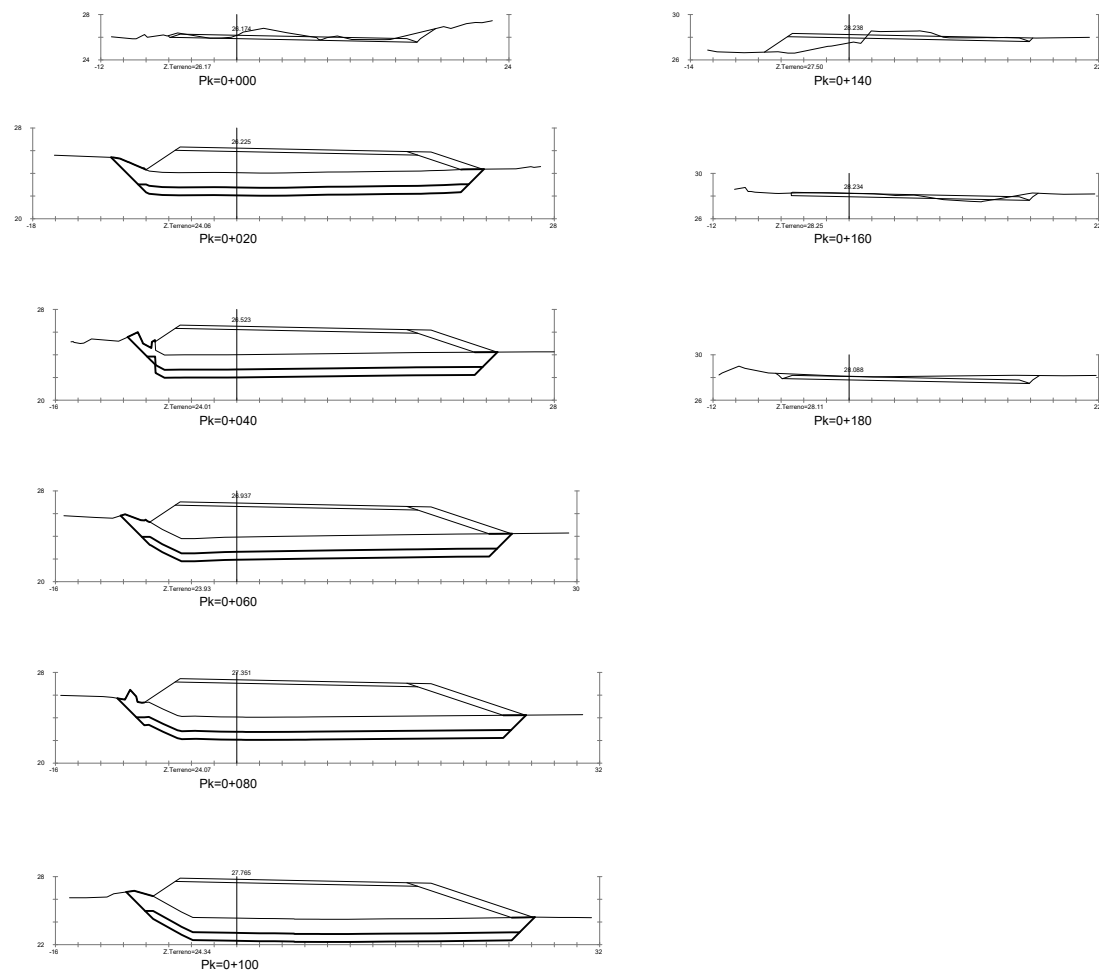 28
26.174
24
-12
24
Z.Terreno=26.17
Pk=0+000
28
26.225
20
-18
28
Z.Terreno=24.06
Pk=0+020
28
26.523
20
-16
28
Z.Terreno=24.01
Pk=0+040
28
26.937
20
-16
30
Z.Terreno=23.93
Pk=0+060
28
27.351
20
-16
32
Z.Terreno=24.07
Pk=0+080
28
27.765
22
-16
32
Z.Terreno=24.34
Pk=0+100
30
28.238
26
-14
22
Z.Terreno=27.50
Pk=0+140
30
28.234
26
-12
22
Z.Terreno=28.25
Pk=0+160
30
28.088
26
-12
22
Z.Terreno=28.11
Pk=0+180